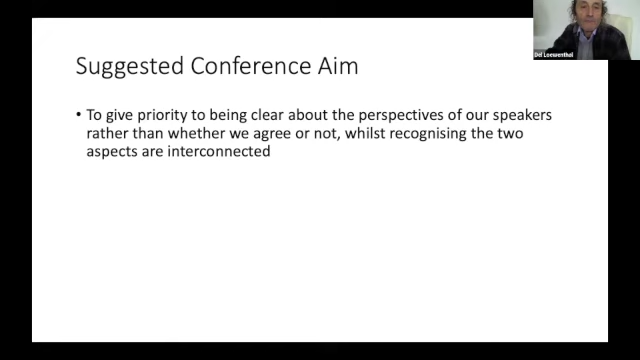 Suggested Conference Aim
• To give priority to being clear about the perspectives of our speakers
rather than whether we agree or not, whilst recognising the two
aspects are interconnected
Del Loewenthal